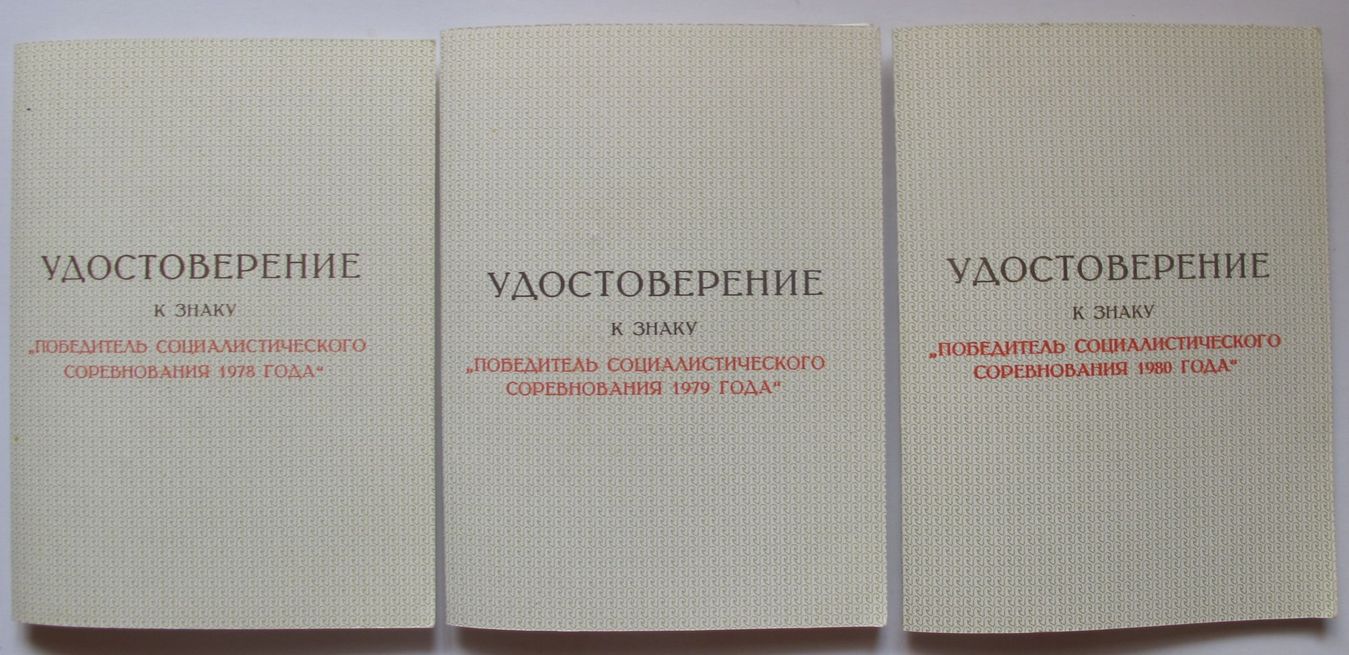 УДОСТОВЕРЕНИЕ
К ЗНАКУ
„ПОБЕДИТЕЛЬ СОЦИАЛИСТИЧЕСКОГО
СОРЕВНОВАНИЯ 1978 ГОДА“
УДОСТОВЕРЕНИЕ
К ЗНАКУ
„ПОБЕДИТЕЛЬ СОЦИАЛИСТИЧЕСКОГО
СОРЕВНОВАНИЯ 1979 ГОДА“
УДОСТОВЕРЕНИЕ
К ЗНАКУ
„ПОБЕДИТЕЛЬ СОЦИАЛИСТИЧЕСКОГО
СОРЕВНОВАНИЯ 1980 ГОДА“